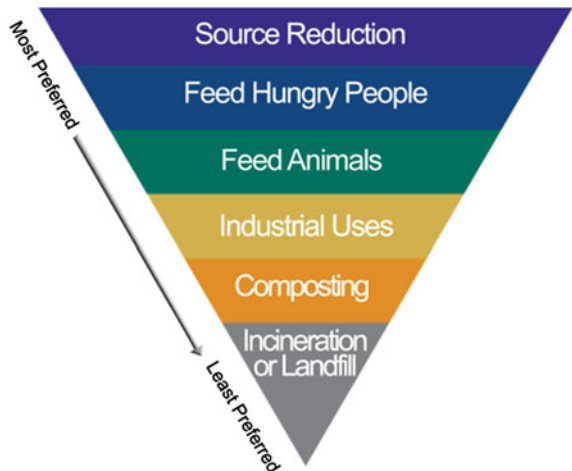 Most Preferred
Source Reduction
Feed Hungry People
Feed Animals
Industrial Uses
Composting
Incineration
or Landfill
Least Preferred